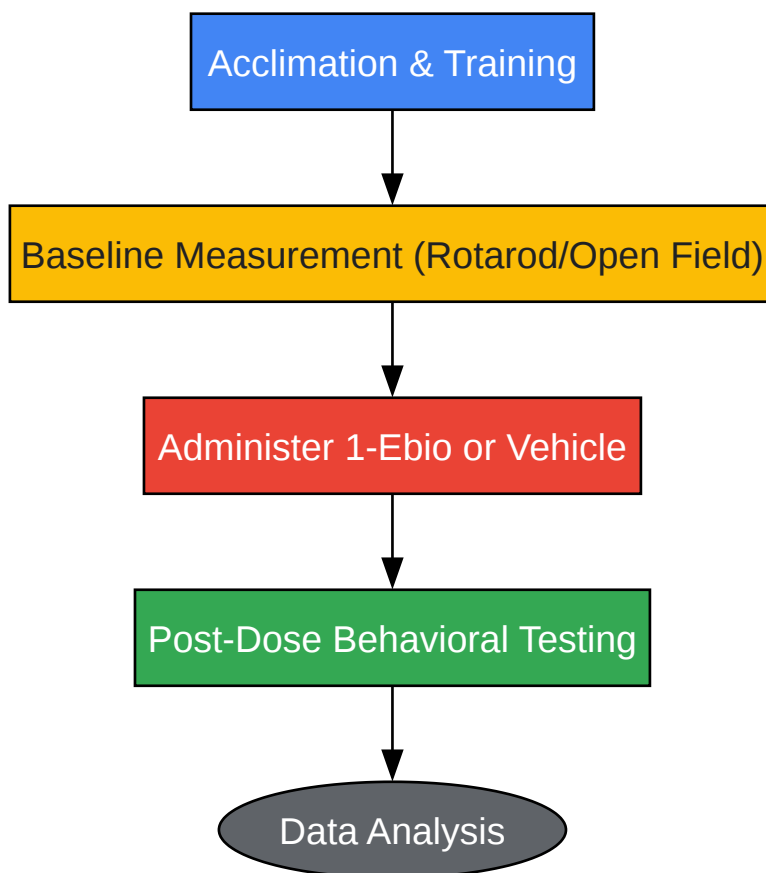 Acclimation & Training
Baseline Measurement (Rotarod/Open Field)
Administer 1-Ebio or Vehicle
Post-Dose Behavioral Testing
Data Analysis